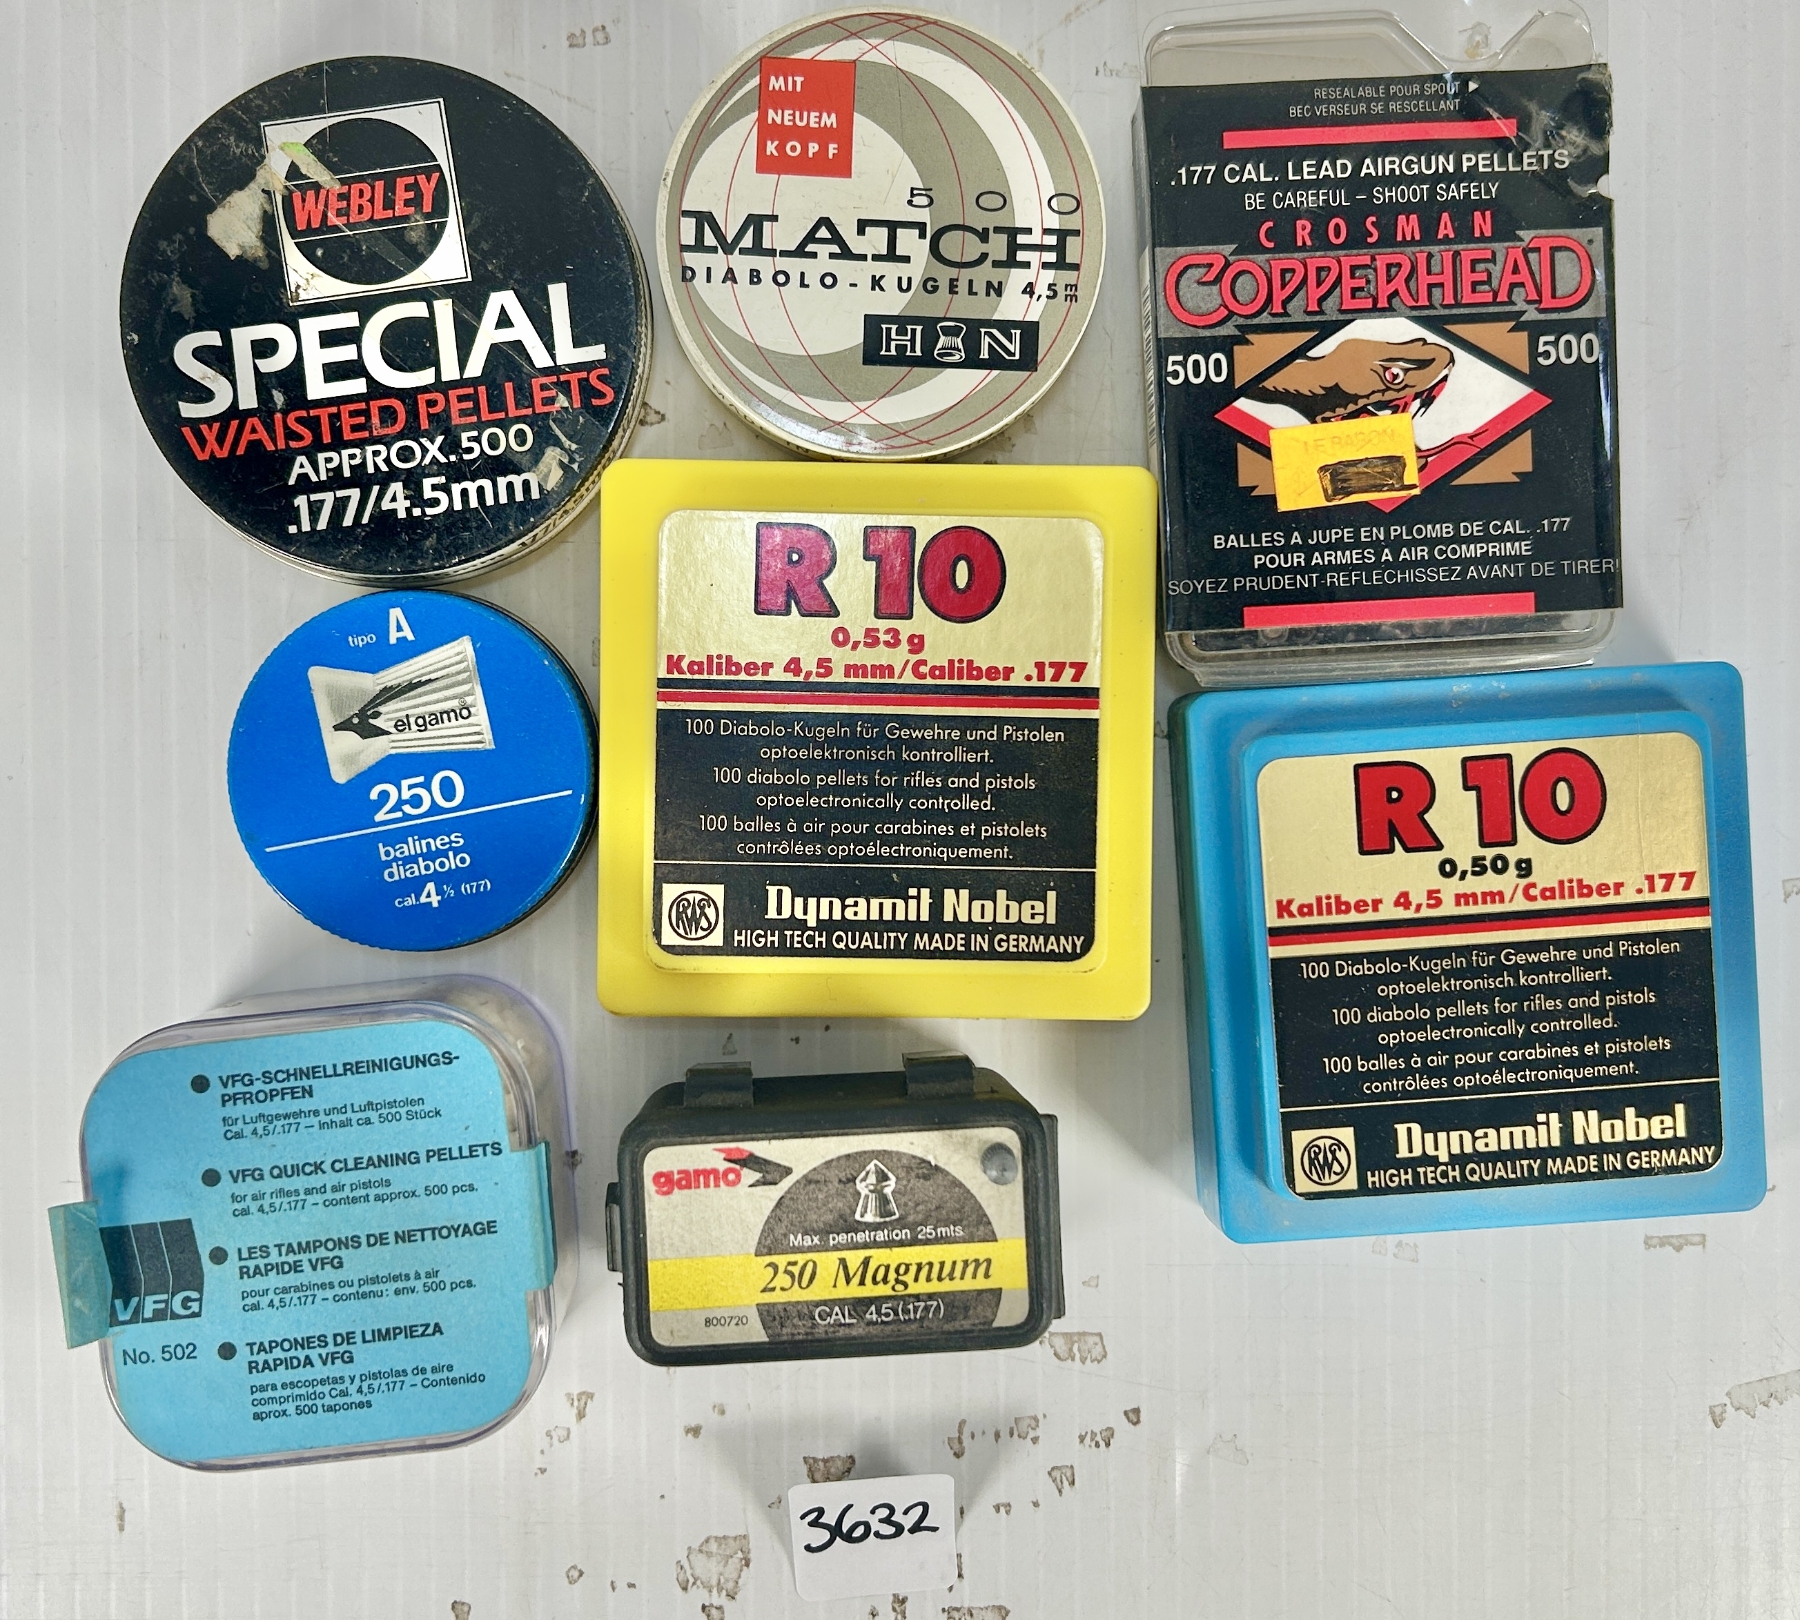 WEBLEY
SPECIAL
WAISTED PELLETS
APPROX.500
.177/4.5mm
MIT
NEUEM
KOPF
500
MATCH
DIABOLO-KUGELN 4,5mm
H N
RESEALABLE POUR SPOUT
BEC VERSEUR SE RESCELLANT
.177 CAL. LEAD AIRGUN PELLETS
BE CAREFUL – SHOOT SAFELY
CROSMAN
COPPERHEAD
500 500
LE BARON
BALLES A JUPE EN PLOMB DE CAL. .177
POUR ARMES A AIR COMPRIME
SOYEZ PRUDENT-REFLECHISSEZ AVANT DE TIRER!
tipo A
el gamo
250
balines
diabolo
cal.4 ½ (177)
R 10
0,53 g
Kaliber 4,5 mm/Caliber .177
100 Diabolo-Kugeln für Gewehre und Pistolen
optoelektronisch kontrolliert.
100 diabolo pellets for rifles and pistols
optoelectronically controlled.
100 balles à air pour carabines et pistolets
contrôlées optoélectroniquement.
RWS
Dynamit Nobel
HIGH TECH QUALITY MADE IN GERMANY
R 10
0,50 g
Kaliber 4,5 mm/Caliber .177
100 Diabolo-Kugeln für Gewehre und Pistolen
optoelektronisch kontrolliert.
100 diabolo pellets for rifles and pistols
optoelectronically controlled.
100 balles à air pour carabines et pistolets
contrôlées optoélectroniquement.
RWS
Dynamit Nobel
HIGH TECH QUALITY MADE IN GERMANY
VFG-SCHNELLREINIGUNGS-
PFROPFEN
für Luftgewehre und Luftpistolen
Cal. 4,5/.177 – Inhalt ca. 500 Stück
VFG QUICK CLEANING PELLETS
for air rifles and air pistols
cal. 4,5/.177 – content approx. 500 pcs.
LES TAMPONS DE NETTOYAGE
RAPIDE VFG
pour carabines ou pistolets à air
cal. 4,5/.177 – contenu: env. 500 pcs.
TAPONES DE LIMPIEZA
RAPIDA VFG
para escopetas y pistolas de aire
comprimido Cal. 4,5/.177 – Contenido
aprox. 500 tapones
VFG
No. 502
gamo
Max. penetration 25mts.
250 Magnum
800720
CAL 4,5 (.177)
3632